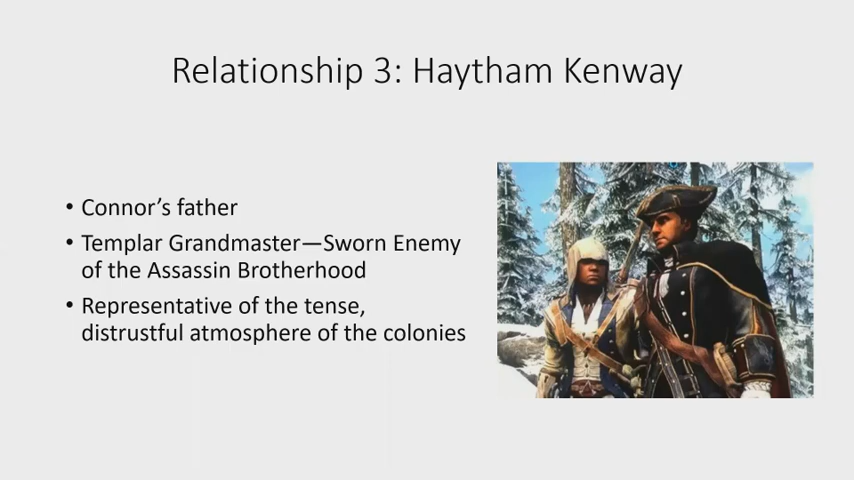 Relationship 3: Haytham Kenway
• Connor’s father
• Templar Grandmaster—Sworn Enemy
of the Assassin Brotherhood
• Representative of the tense,
distrustful atmosphere of the colonies